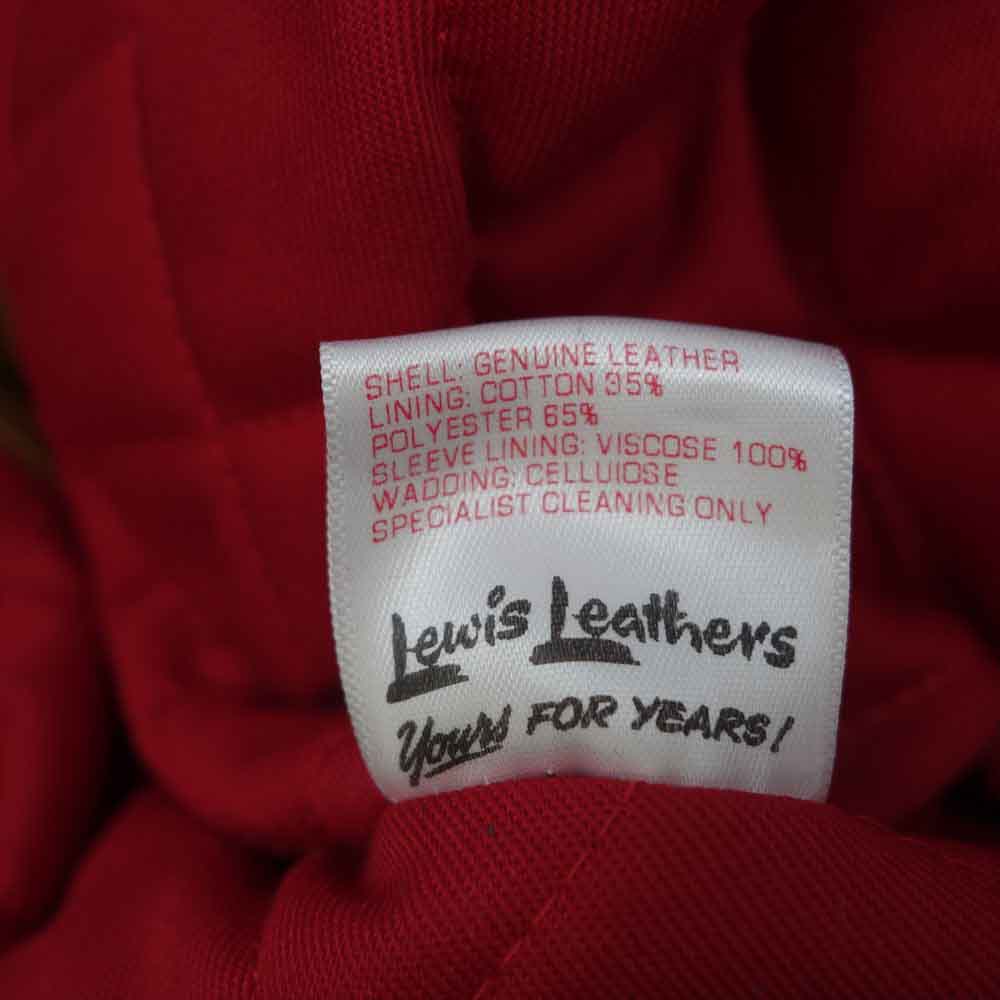 SHELL: GENUINE LEATHER
LINING: COTTON 35%
POLYESTER 65%
SLEEVE LINING: VISCOSE 100%
WADDING: CELLUIOSE
SPECIALIST CLEANING ONLY
Lewis Leathers
Yours FOR YEARS!